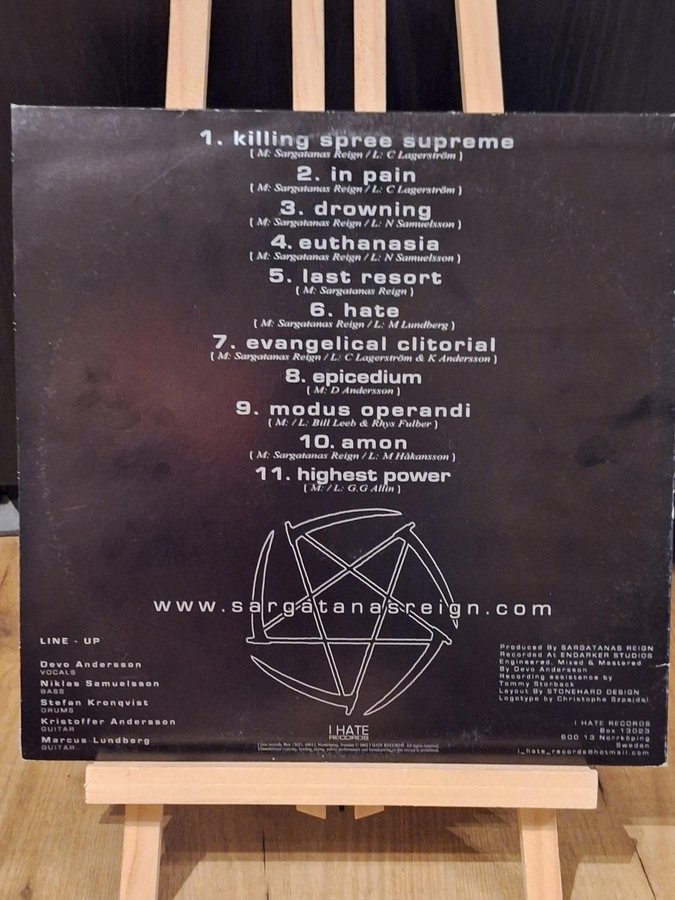 1. killing spree supreme
( M: Sargatanas Reign / L: C Lagerström )
2. in pain
( M: Sargatanas Reign / L: C Lagerström )
3. drowning
( M: Sargatanas Reign / L: N Samuelsson )
4. euthanasia
( M: Sargatanas Reign / L: N Samuelsson )
5. last resort
( M: Sargatanas Reign )
6. hate
( M: Sargatanas Reign / L: M Lundberg )
7. evangelical clitorial
( M: Sargatanas Reign / L: C Lagerström & K Andersson )
8. epicedium
( M: D Andersson )
9. modus operandi
( M: / L: Bill Leeb & Rhys Fulber )
10. amon
( M: Sargatanas Reign / L: M Håkansson )
11. highest power
( M: / L: G.G Allin )
www.sargatanasreign.com
LINE - UP
Devo Andersson
VOCALS
Niklas Samuelsson
BASS
Stefan Kronqvist
DRUMS
Kristoffer Andersson
GUITAR
Marcus Lundberg
GUITAR
I HATE
RECORDS
Produced By SARGATANAS REIGN
Recorded At ENDARKER STUDIOS
Engineered, Mixed & Mastered
By Devo Andersson
Recording assistance by
Tommy Storback
Layout By STONEHARD DESIGN
Logotype by Christophe Szpajdel
I HATE RECORDS
Box 13023
600 13 Norrköping
Sweden
i_hate_records@hotmail.com